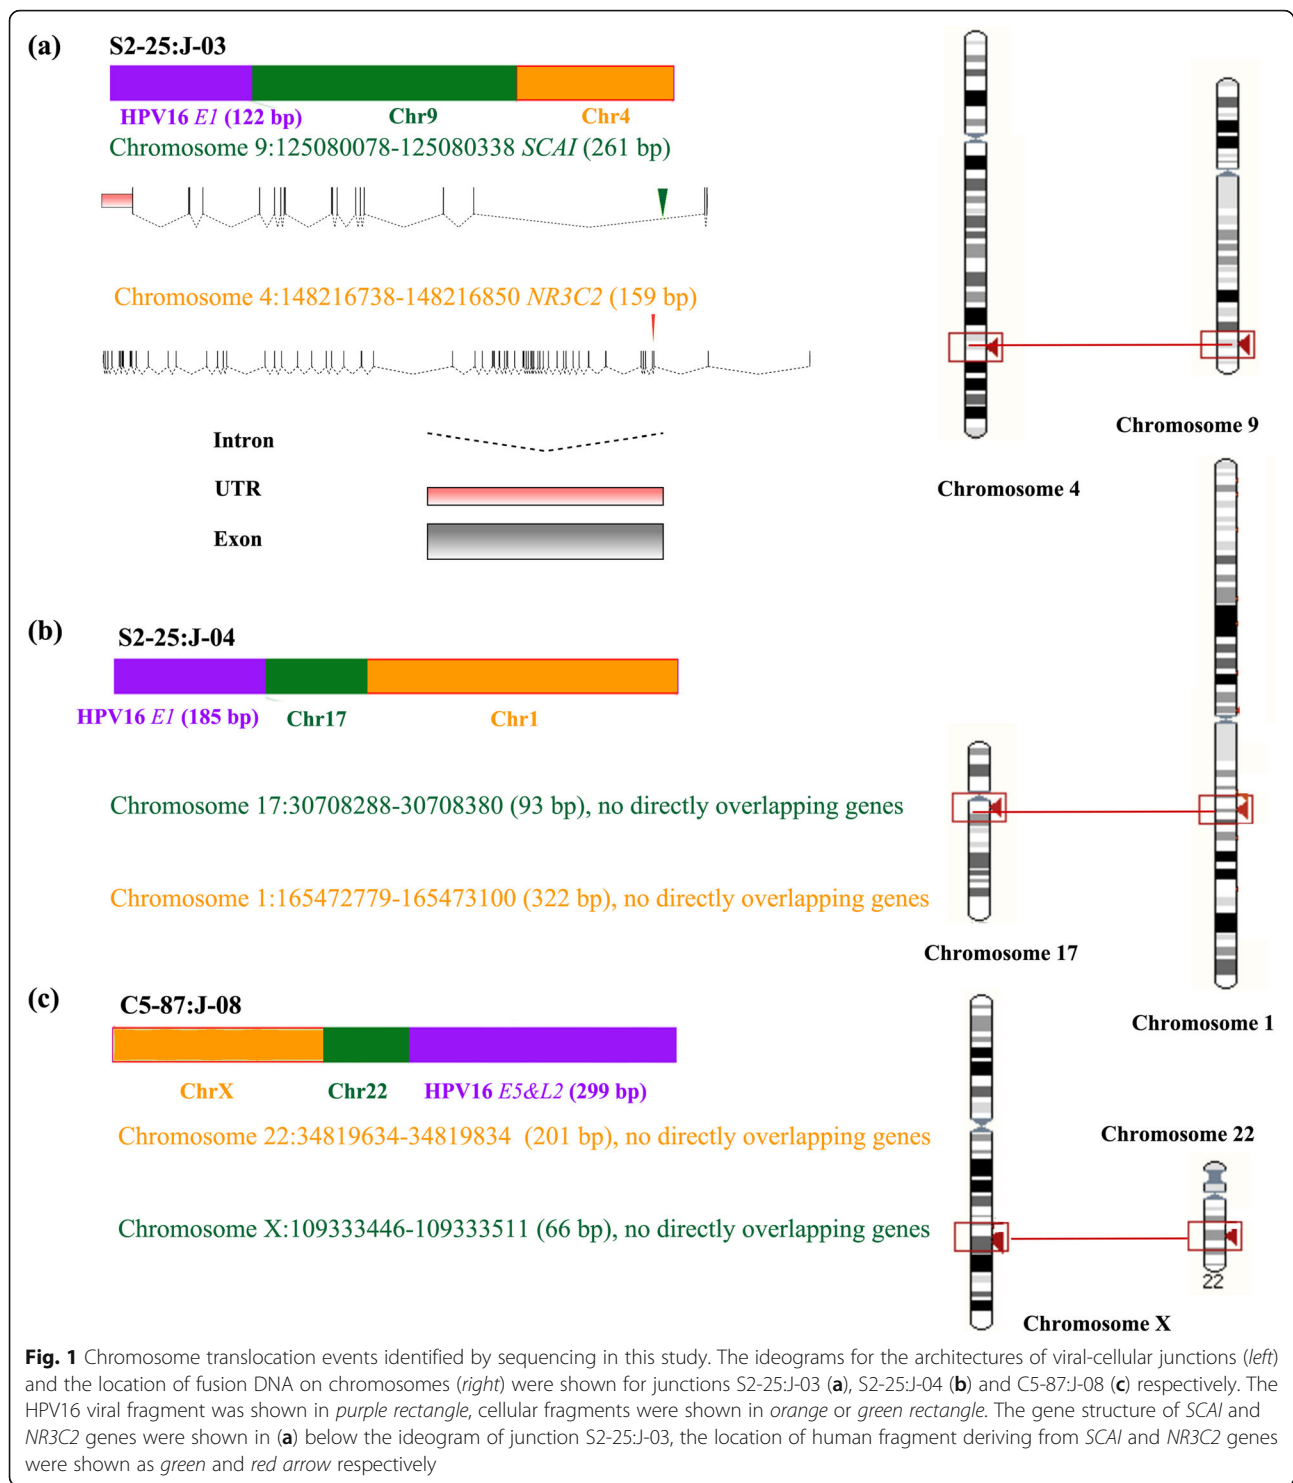 (a)
S2-25:J-03
HPV16 E1 (122 bp)
Chr9
Chr4
Chromosome 9:125080078-125080338 SCAI (261 bp)
Chromosome 4:148216738-148216850 NR3C2 (159 bp)
Intron
UTR
Exon
Chromosome 4
Chromosome 9
(b)
S2-25:J-04
HPV16 E1 (185 bp)
Chr17
Chr1
Chromosome 17:30708288-30708380 (93 bp), no directly overlapping genes
Chromosome 1:165472779-165473100 (322 bp), no directly overlapping genes
Chromosome 17
Chromosome 1
(c)
C5-87:J-08
ChrX
Chr22
HPV16 E5&L2 (299 bp)
Chromosome 22:34819634-34819834 (201 bp), no directly overlapping genes
Chromosome X:109333446-109333511 (66 bp), no directly overlapping genes
Chromosome 22
22
Chromosome X
Fig. 1 Chromosome translocation events identified by sequencing in this study. The ideograms for the architectures of viral-cellular junctions (left)
and the location of fusion DNA on chromosomes (right) were shown for junctions S2-25:J-03 (a), S2-25:J-04 (b) and C5-87:J-08 (c) respectively. The
HPV16 viral fragment was shown in purple rectangle, cellular fragments were shown in orange or green rectangle. The gene structure of SCAI and
NR3C2 genes were shown in (a) below the ideogram of junction S2-25:J-03, the location of human fragment deriving from SCAI and NR3C2 genes
were shown as green and red arrow respectively